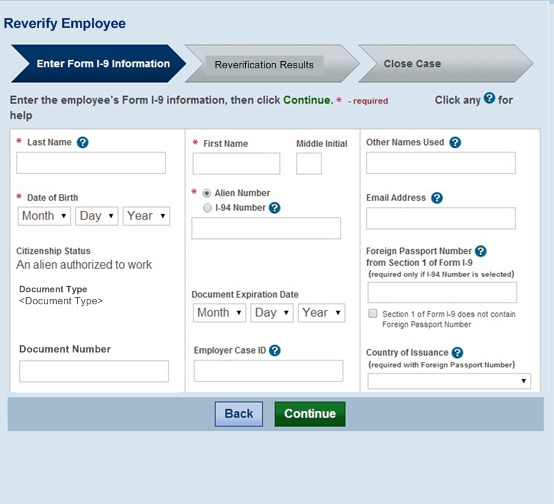 Reverify Employee
Enter Form I-9 Information
Reverification Results
Close Case
Enter the employee's Form I-9 information, then click Continue. * - required Click any ? for
help
* Last Name ?
* First Name
Middle Initial
Other Names Used ?
* Date of Birth
Month Day Year
* Alien Number
I-94 Number ?
Email Address ?
Citizenship Status
An alien authorized to work
Document Type
<Document Type>
Document Expiration Date
Month Day Year
Foreign Passport Number ?
from Section 1 of Form I-9
(required only if I-94 Number is selected)
Section 1 of Form I-9 does not contain
Foreign Passport Number
Document Number
Employer Case ID ?
Country of Issuance ?
(required with Foreign Passport Number)
Back
Continue